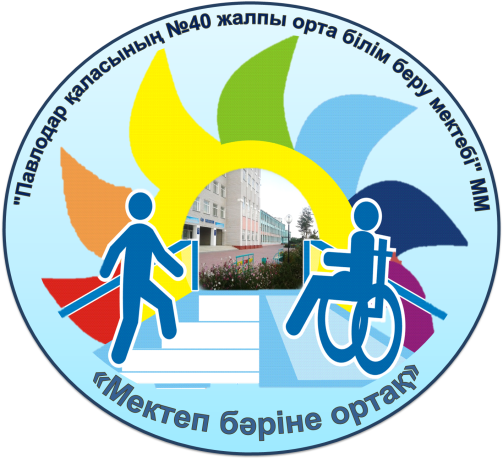 "Павлодар қаласының №40 жалпы орта білім беру мектебі" ММ
«Мектеп бәріне ортақ»